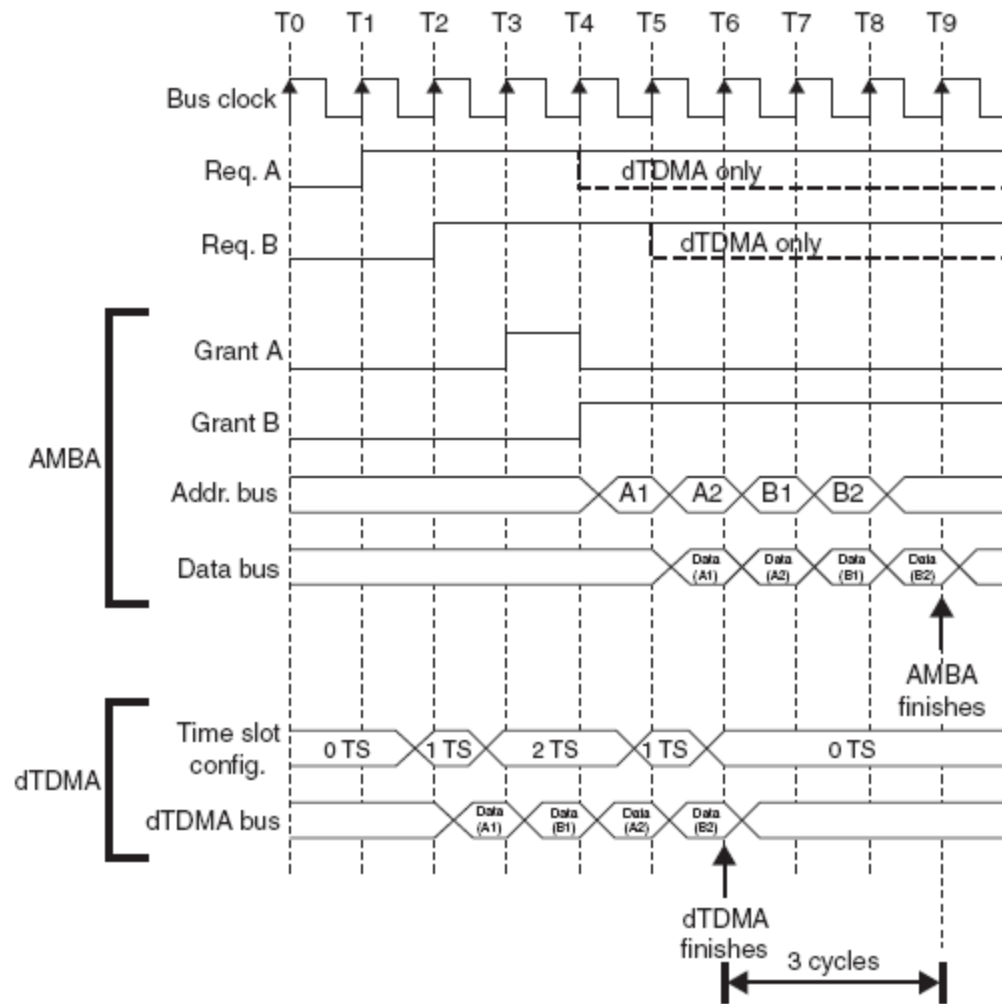 T0 T1 T2 T3 T4 T5 T6 T7 T8 T9
Bus clock
Req. A
dTDMA only
Req. B
dTDMA only
AMBA
Grant A
Grant B
Addr. bus
A1 A2 B1 B2
Data bus
Data (A1)
Data (A2)
Data (B1)
Data (B2)
AMBA
finishes
dTDMA
Time slot
config.
0 TS 1 TS 2 TS 1 TS 0 TS
dTDMA bus
Data (A1)
Data (B1)
Data (A2)
Data (B2)
dTDMA
finishes
3 cycles